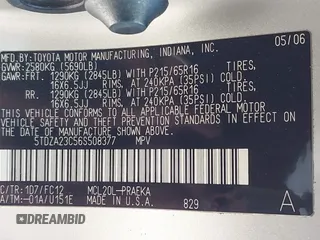 MFD. BY: TOYOTA MOTOR MANUFACTURING, INDIANA, INC.
GVWR: 2580KG (5690LB) 05/06
GAWR: FRT. 1290KG (2845LB) WITH P215/65R16 TIRES,
16X6.5JJ RIMS, AT 240KPA (35PSI) COLD.
RR. 1290KG (2845LB) WITH P215/65R16 TIRES,
16X6.5JJ RIMS, AT 240KPA (35PSI) COLD.
THIS VEHICLE CONFORMS TO ALL APPLICABLE FEDERAL MOTOR
VEHICLE SAFETY, BUMPER, AND THEFT PREVENTION
STANDARDS IN EFFECT ON THE DATE OF MANUFACTURE
SHOWN ABOVE.
5TDZA23C56S508377 MPV
C/TR: 1D7/FC12 MCL20L-PRAEKA
A/TM: -01A/U151E MADE IN U.S.A. 829 A
BIDHISTORY
AUTOBIDAMBID